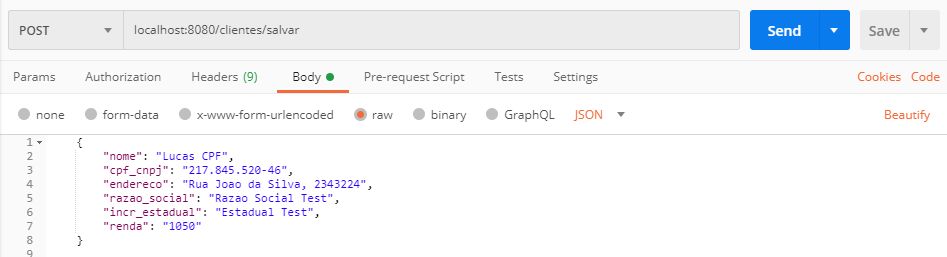 POST localhost:8080/clientes/salvar Send Save
Params Authorization Headers (9) Body Pre-request Script Tests Settings Cookies Code
none form-data x-www-form-urlencoded raw binary GraphQL JSON Beautify
1 {
2 "nome": "Lucas CPF",
3 "cpf_cnpj": "217.845.520-46",
4 "endereco": "Rua Joao da Silva, 2343224",
5 "razao_social": "Razao Social Test",
6 "incr_estadual": "Estadual Test",
7 "renda": "1050"
8 }
9